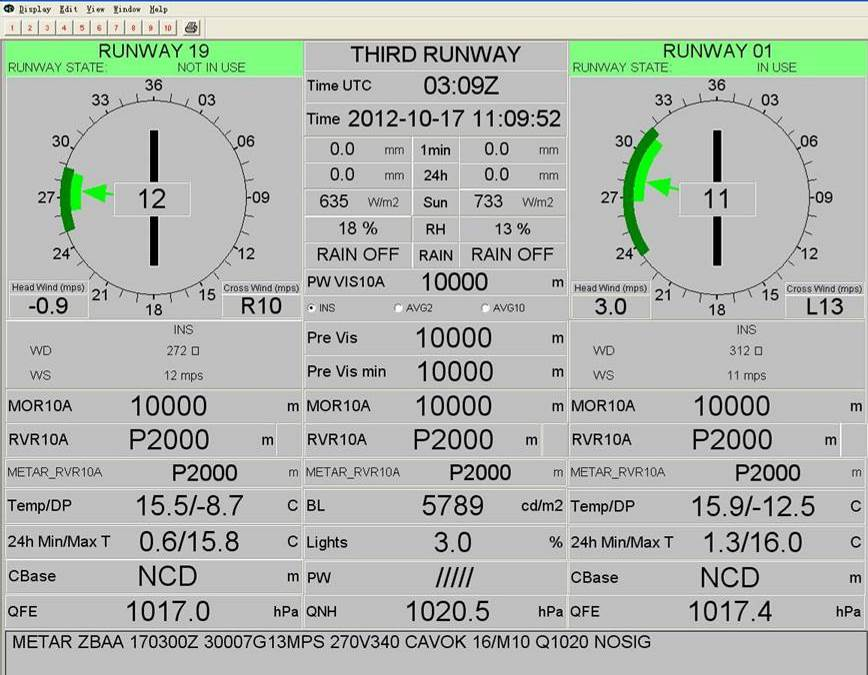 Display Edit View Window Help
1 2 3 4 5 6 7 8 9 10
RUNWAY 19
RUNWAY STATE: NOT IN USE
36
33 03
30 06
27 12 09
24 12
21 15
18
Head Wind (mps)
-0.9
Cross Wind (mps)
R10
INS
WD 272
WS 12 mps
MOR10A 10000 m
RVR10A P2000 m
METAR_RVR10A P2000 m
Temp/DP 15.5/-8.7 C
24h Min/Max T 0.6/15.8 C
CBase NCD m
QFE 1017.0 hPa
THIRD RUNWAY
Time UTC 03:09Z
Time 2012-10-17 11:09:52
0.0 mm 1min 0.0 mm
0.0 mm 24h 0.0 mm
635 W/m2 Sun 733 W/m2
18 % RH 13 %
RAIN OFF RAIN RAIN OFF
PW VIS10A 10000 m
INS AVG2 AVG10
Pre Vis 10000 m
Pre Vis min 10000 m
MOR10A 10000 m
RVR10A P2000 m
METAR_RVR10A P2000 m
BL 5789 cd/m2
Lights 3.0 %
PW /////
QNH 1020.5 hPa
RUNWAY 01
RUNWAY STATE: IN USE
36
33 03
30 06
27 11 09
24 12
21 15
18
Head Wind (mps)
3.0
Cross Wind (mps)
L13
INS
WD 312
WS 11 mps
MOR10A 10000 m
RVR10A P2000 m
METAR_RVR10A P2000 m
Temp/DP 15.9/-12.5 C
24h Min/Max T 1.3/16.0 C
CBase NCD m
QFE 1017.4 hPa
METAR ZBAA 170300Z 30007G13MPS 270V340 CAVOK 16/M10 Q1020 NOSIG